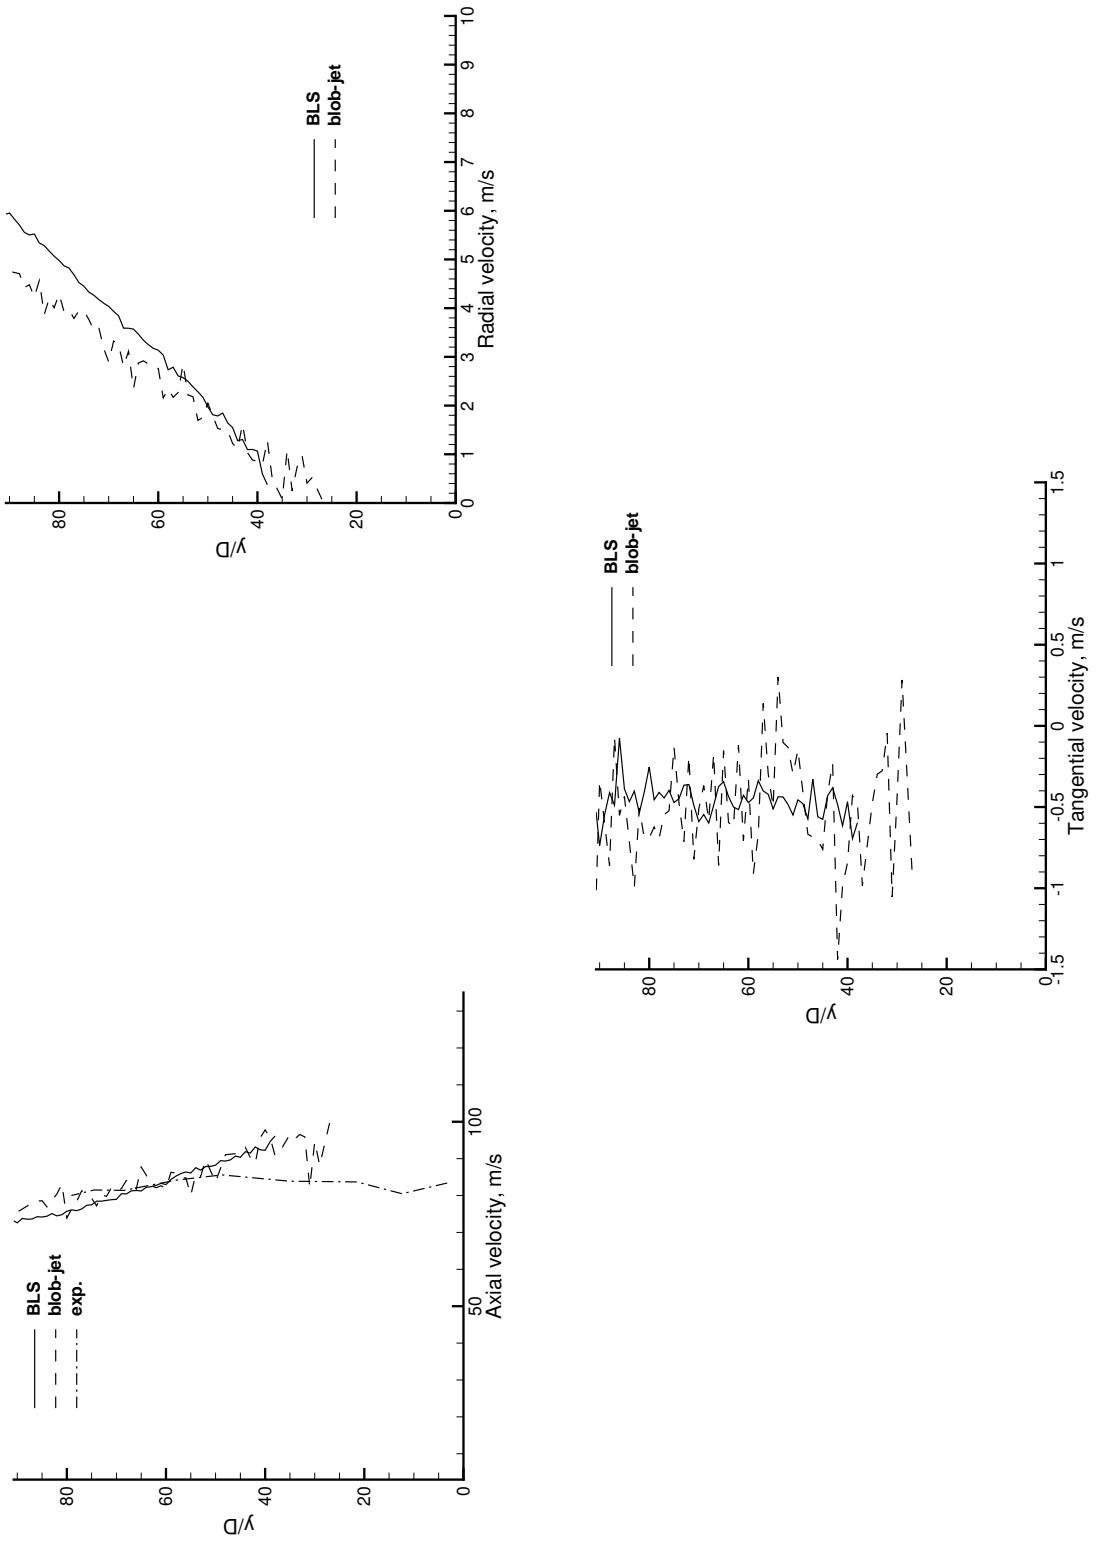 y/D
80
60
40
20
0
50
100
Axial velocity, m/s
BLS
blob-jet
exp.
y/D
80
60
40
20
0
0
1
2
3
4
5
6
7
8
9
10
Radial velocity, m/s
BLS
blob-jet
y/D
80
60
40
20
0
-1.5
-1
-0.5
0
0.5
1
1.5
Tangential velocity, m/s
BLS
blob-jet